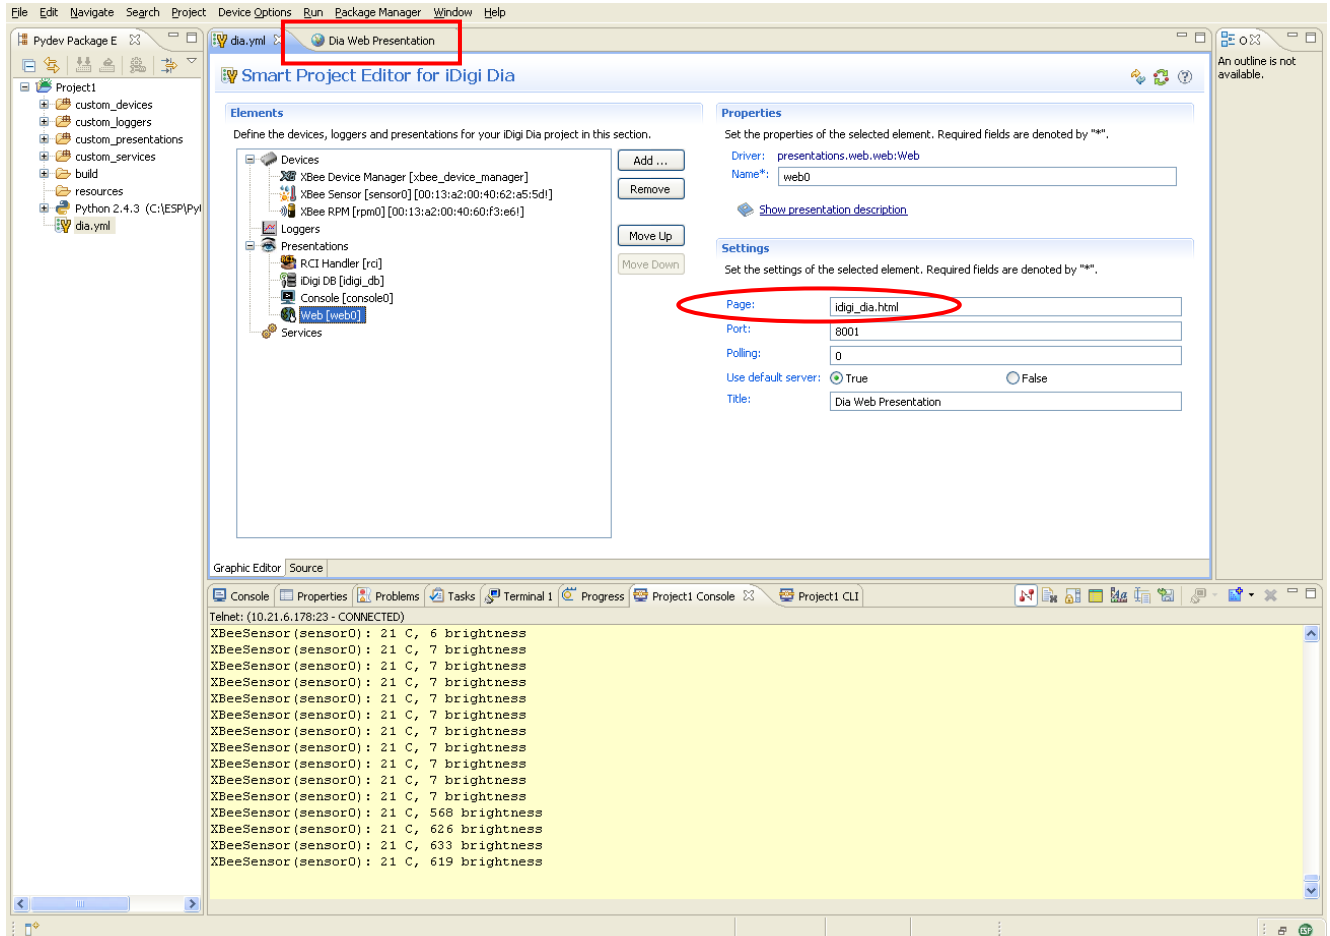 File Edit Navigate Search Project Device Options Run Package Manager Window Help
Pydev Package E
dia.yml
Dia Web Presentation
An outline is not
available.
Project1
custom_devices
custom_loggers
custom_presentations
custom_services
build
resources
Python 2.4.3 (C:\ESP\Pyl
dia.yml
Smart Project Editor for iDigi Dia
Elements
Define the devices, loggers and presentations for your iDigi Dia project in this section.
Devices
XBee Device Manager [xbee_device_manager]
XBee Sensor [sensor0] [00:13:a2:00:40:62:a5:5d!]
XBee RPM [rpm0] [00:13:a2:00:40:60:f3:e6!]
Loggers
Presentations
RCI Handler [rci]
iDigi DB [idigi_db]
Console [console0]
Web [web0]
Services
Add ...
Remove
Move Up
Move Down
Properties
Set the properties of the selected element. Required fields are denoted by "*".
Driver: presentations.web.web:Web
Name*: web0
Show presentation description
Settings
Set the settings of the selected element. Required fields are denoted by "*".
Page: idigi_dia.html
Port: 8001
Polling: 0
Use default server: True False
Title: Dia Web Presentation
Graphic Editor Source
Console Properties Problems Tasks Terminal 1 Progress Project1 Console Project1 CLI
Telnet: (10.21.6.178:23 - CONNECTED)
XBeeSensor(sensor0): 21 C, 6 brightness
XBeeSensor(sensor0): 21 C, 7 brightness
XBeeSensor(sensor0): 21 C, 7 brightness
XBeeSensor(sensor0): 21 C, 7 brightness
XBeeSensor(sensor0): 21 C, 7 brightness
XBeeSensor(sensor0): 21 C, 7 brightness
XBeeSensor(sensor0): 21 C, 7 brightness
XBeeSensor(sensor0): 21 C, 7 brightness
XBeeSensor(sensor0): 21 C, 7 brightness
XBeeSensor(sensor0): 21 C, 7 brightness
XBeeSensor(sensor0): 21 C, 7 brightness
XBeeSensor(sensor0): 21 C, 568 brightness
XBeeSensor(sensor0): 21 C, 626 brightness
XBeeSensor(sensor0): 21 C, 633 brightness
XBeeSensor(sensor0): 21 C, 619 brightness